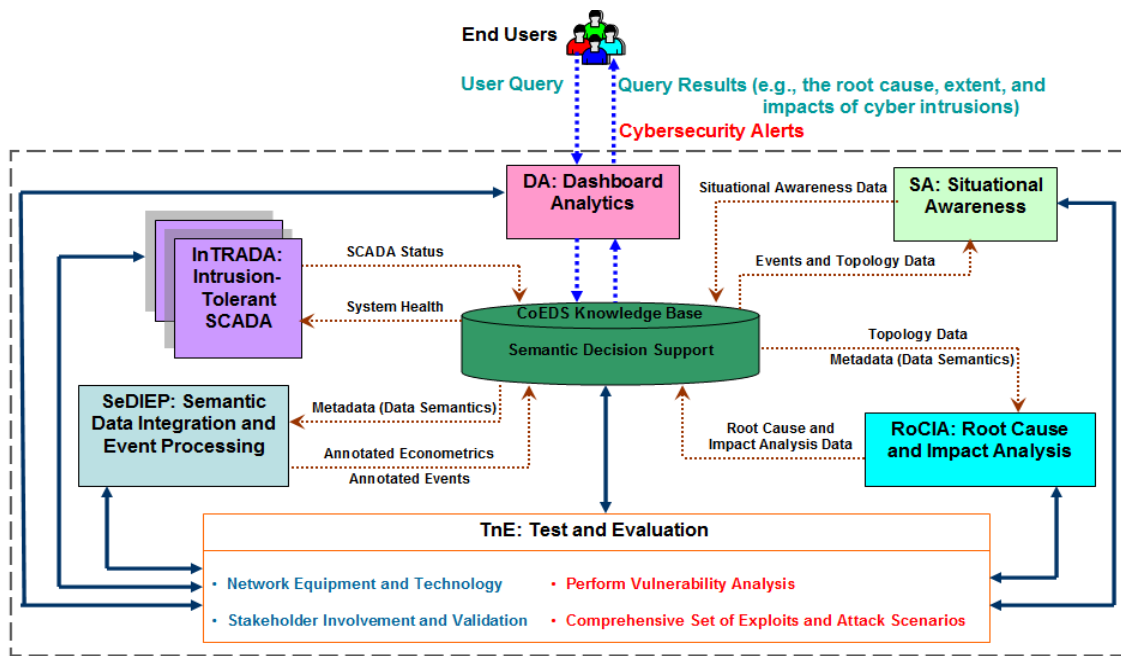 End Users
User Query
Query Results (e.g., the root cause, extent, and
impacts of cyber intrusions)
Cybersecurity Alerts
DA: Dashboard
Analytics
Situational Awareness Data
SA: Situational
Awareness
InTRADA:
Intrusion-
Tolerant
SCADA
SCADA Status
System Health
Events and Topology Data
CoEDS Knowledge Base
Semantic Decision Support
Topology Data
Metadata (Data Semantics)
SeDIEP: Semantic
Data Integration and
Event Processing
Metadata (Data Semantics)
Annotated Econometrics
Annotated Events
Root Cause and
Impact Analysis Data
RoCIA: Root Cause
and Impact Analysis
TnE: Test and Evaluation
• Network Equipment and Technology
• Perform Vulnerability Analysis
• Stakeholder Involvement and Validation
• Comprehensive Set of Exploits and Attack Scenarios